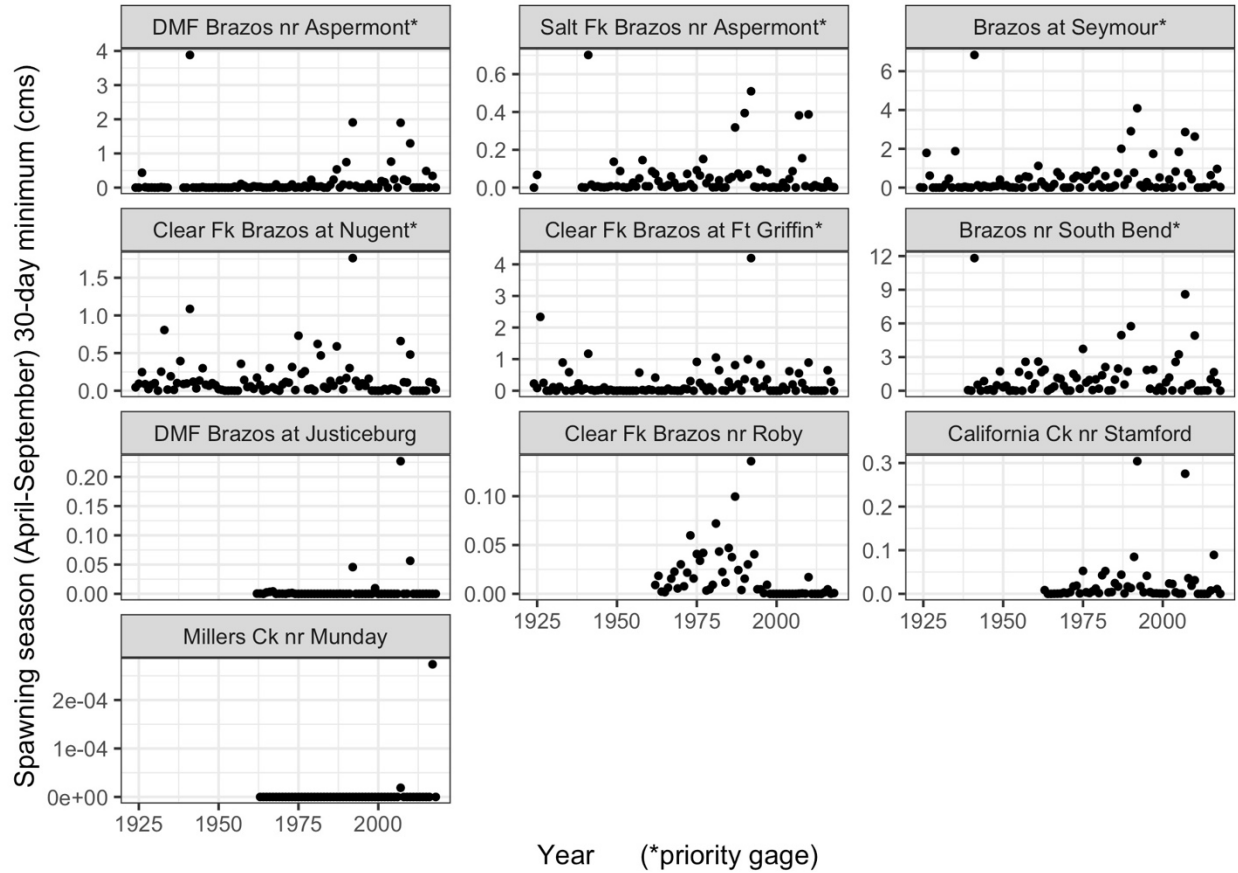 Spawning season (April-September) 30-day minimum (cms)
DMF Brazos nr Aspermont*
4
3
2
1
0
Salt Fk Brazos nr Aspermont*
0.6
0.4
0.2
0.0
Brazos at Seymour*
6
4
2
0
Clear Fk Brazos at Nugent*
1.5
1.0
0.5
0.0
Clear Fk Brazos at Ft Griffin*
4
3
2
1
0
Brazos nr South Bend*
12
9
6
3
0
DMF Brazos at Justiceburg
0.20
0.15
0.10
0.05
0.00
Clear Fk Brazos nr Roby
0.10
0.05
0.00
1925 1950 1975 2000
California Ck nr Stamford
0.3
0.2
0.1
0.0
1925 1950 1975 2000
Millers Ck nr Munday
2e-04
1e-04
0e+00
1925 1950 1975 2000
Year (*priority gage)